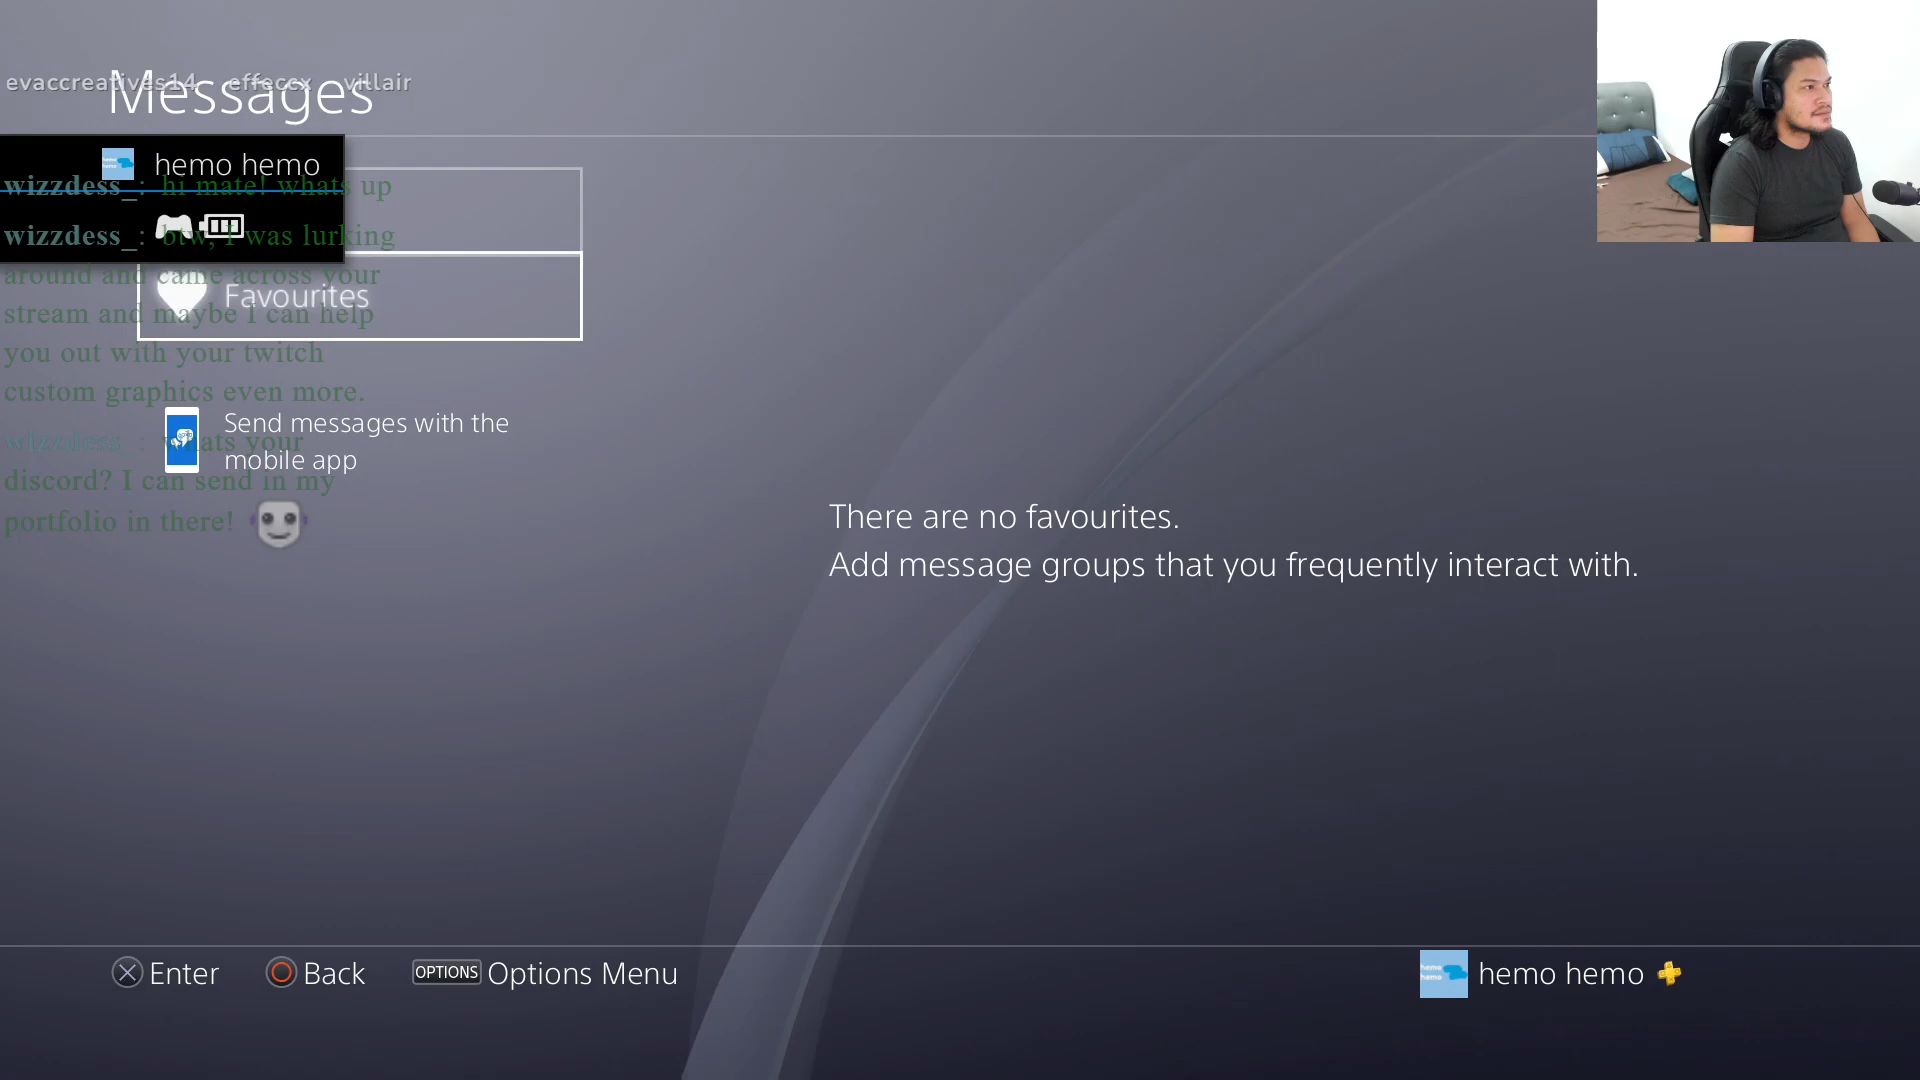 evaccreatives14 effeccx villair
Messages
hemo hemo
wizzdess_: hi mate! whats up
wizzdess_: btw, I was lurking
around and came across your
stream and maybe I can help
you out with your twitch
custom graphics even more.
wizzdess_: whats your
discord? I can send in my
portfolio in there!
Favourites
Send messages with the
mobile app
There are no favourites.
Add message groups that you frequently interact with.
Enter
Back
OPTIONS Options Menu
hemo hemo